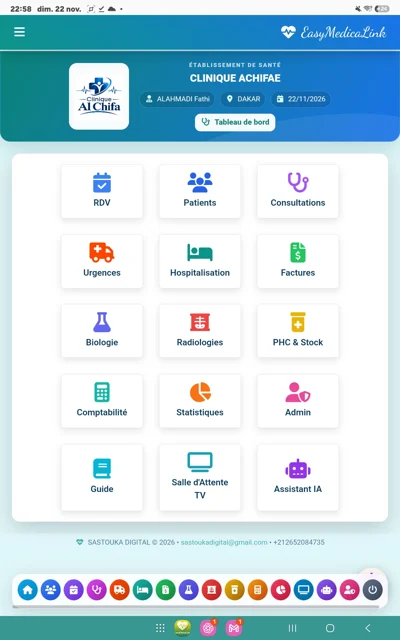 22:58 dim. 22 nov.
EasyMedicaLink
ÉTABLISSEMENT DE SANTÉ
CLINIQUE ACHIFAE
Clinique
Al Chifa
ALAHMADI Fathi
DAKAR
22/11/2026
Tableau de bord
RDV
Patients
Consultations
Urgences
Hospitalisation
Factures
Biologie
Radiologies
PHC & Stock
Comptabilité
Statistiques
Admin
Guide
Salle d'Attente
TV
Assistant IA
SASTOUKA DIGITAL © 2026 • sastoukadigital@gmail.com • +212652084735